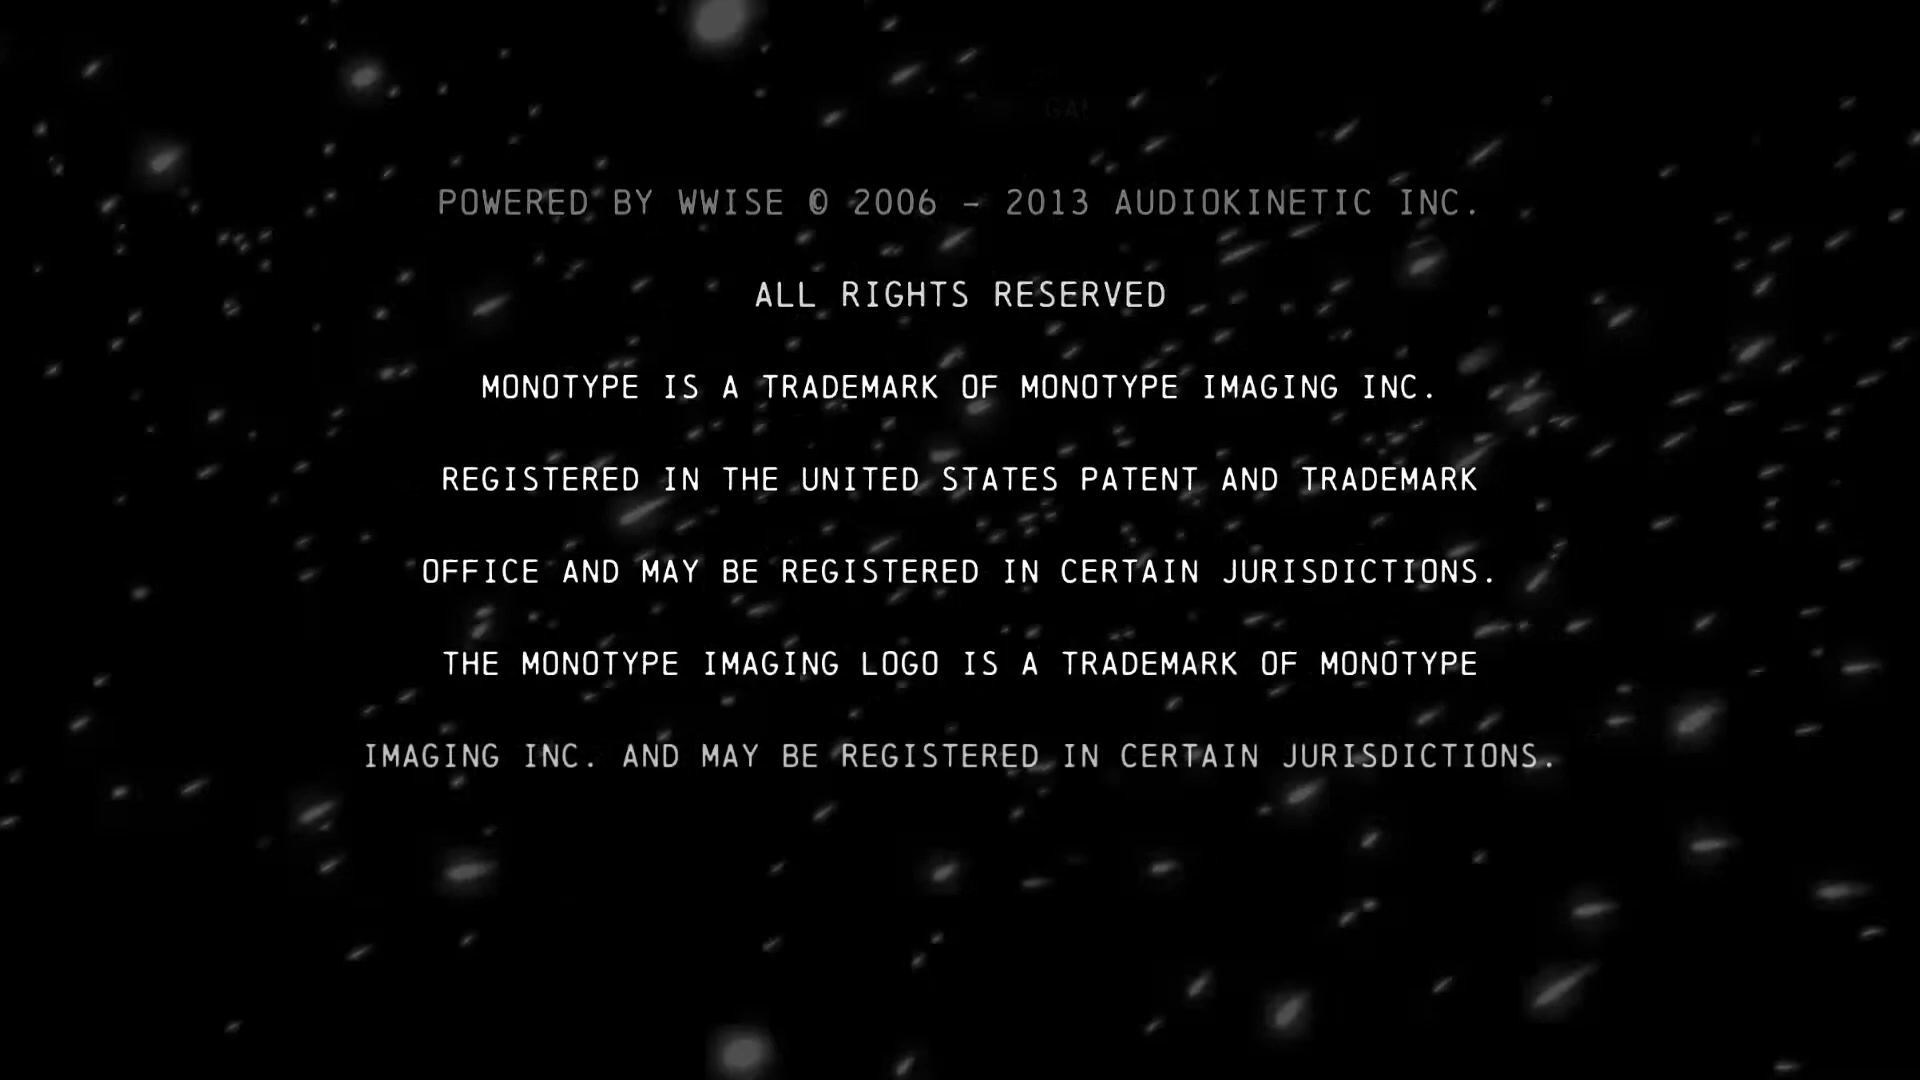 POWERED BY WWISE © 2006 - 2013 AUDIOKINETIC INC.
ALL RIGHTS RESERVED
MONOTYPE IS A TRADEMARK OF MONOTYPE IMAGING INC.
REGISTERED IN THE UNITED STATES PATENT AND TRADEMARK
OFFICE AND MAY BE REGISTERED IN CERTAIN JURISDICTIONS.
THE MONOTYPE IMAGING LOGO IS A TRADEMARK OF MONOTYPE
IMAGING INC. AND MAY BE REGISTERED IN CERTAIN JURISDICTIONS.